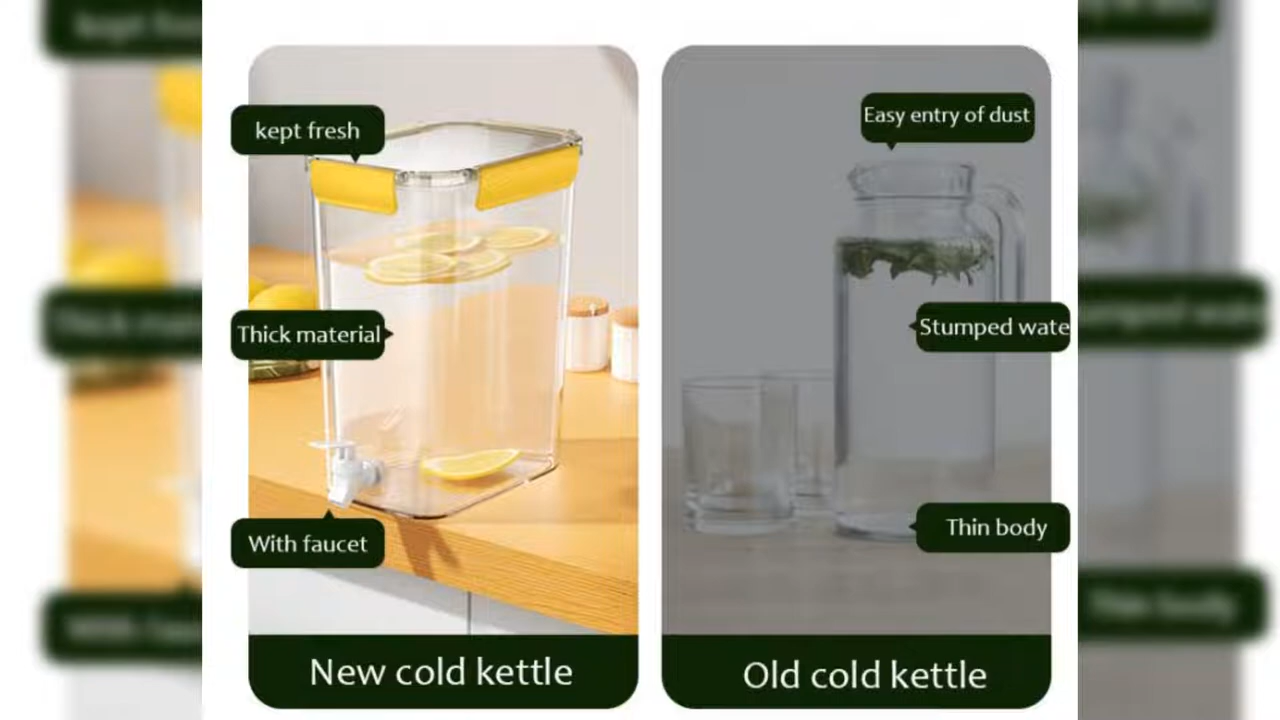 kept fresh
Thick material
With faucet
New cold kettle
Easy entry of dust
Stumped wate
Thin body
Old cold kettle